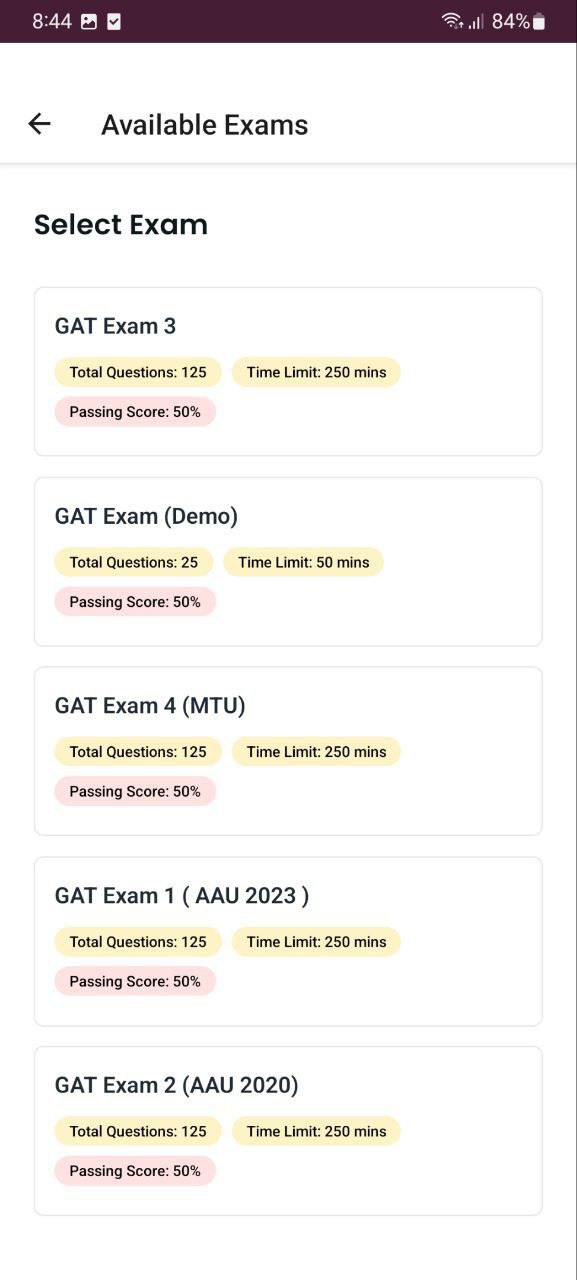 8:44 84%
Available Exams
Select Exam
GAT Exam 3
Total Questions: 125 Time Limit: 250 mins
Passing Score: 50%
GAT Exam (Demo)
Total Questions: 25 Time Limit: 50 mins
Passing Score: 50%
GAT Exam 4 (MTU)
Total Questions: 125 Time Limit: 250 mins
Passing Score: 50%
GAT Exam 1 ( AAU 2023 )
Total Questions: 125 Time Limit: 250 mins
Passing Score: 50%
GAT Exam 2 (AAU 2020)
Total Questions: 125 Time Limit: 250 mins
Passing Score: 50%